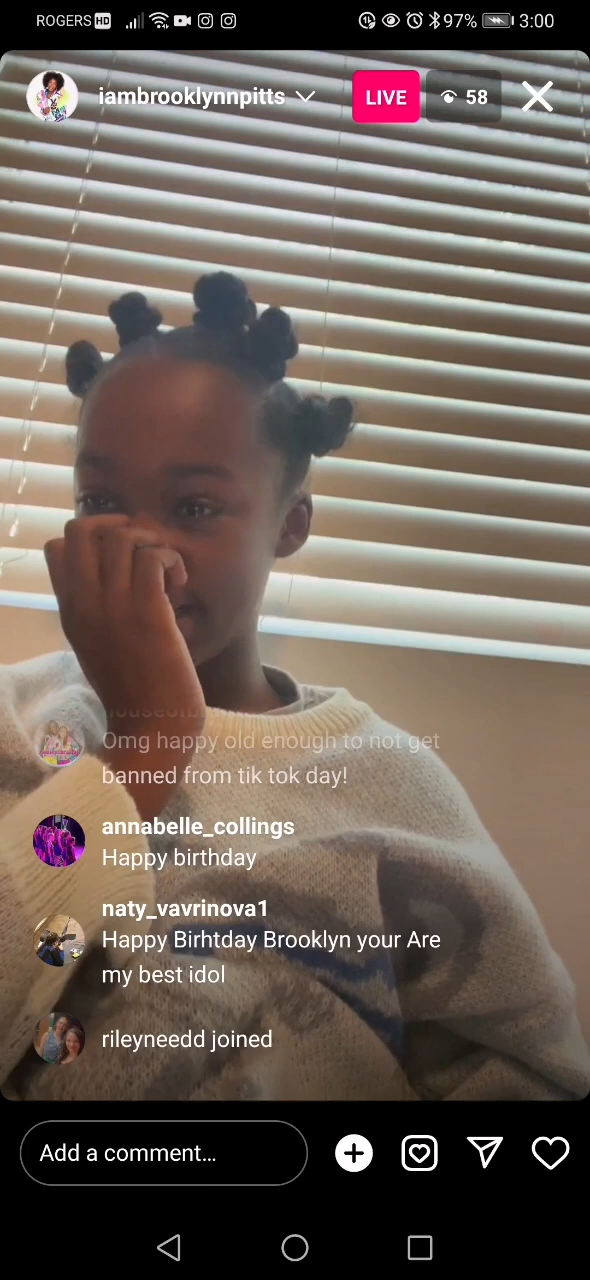 ROGERS HD 97% 3:00
iambrooklynnpitts LIVE 58
Omg happy old enough to not get
banned from tik tok day!
annabelle_collings
Happy birthday
naty_vavrinova1
Happy Birhtday Brooklyn your Are
my best idol
rileyneedd joined
Add a comment...